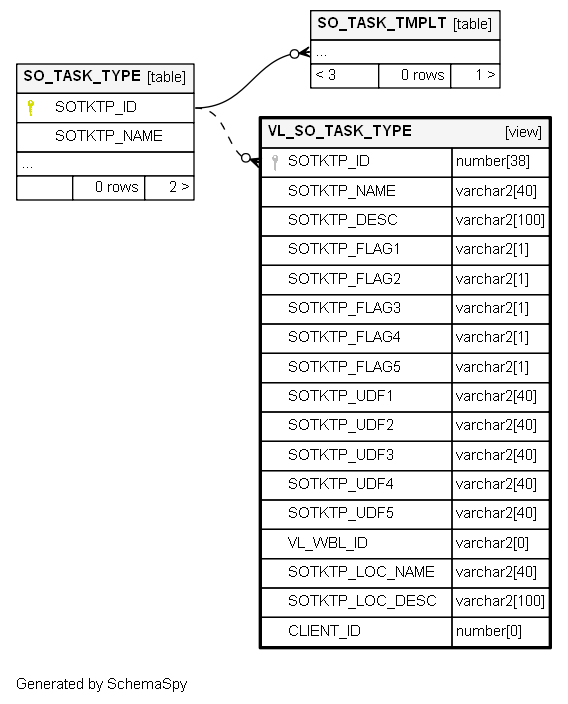 SO_TASK_TMPLT [table]
...
< 3 0 rows 1 >
SO_TASK_TYPE [table]
SOTKTP_ID
SOTKTP_NAME
...
0 rows 2 >
VL_SO_TASK_TYPE [view]
SOTKTP_ID number[38]
SOTKTP_NAME varchar2[40]
SOTKTP_DESC varchar2[100]
SOTKTP_FLAG1 varchar2[1]
SOTKTP_FLAG2 varchar2[1]
SOTKTP_FLAG3 varchar2[1]
SOTKTP_FLAG4 varchar2[1]
SOTKTP_FLAG5 varchar2[1]
SOTKTP_UDF1 varchar2[40]
SOTKTP_UDF2 varchar2[40]
SOTKTP_UDF3 varchar2[40]
SOTKTP_UDF4 varchar2[40]
SOTKTP_UDF5 varchar2[40]
VL_WBL_ID varchar2[0]
SOTKTP_LOC_NAME varchar2[40]
SOTKTP_LOC_DESC varchar2[100]
CLIENT_ID number[0]
Generated by SchemaSpy